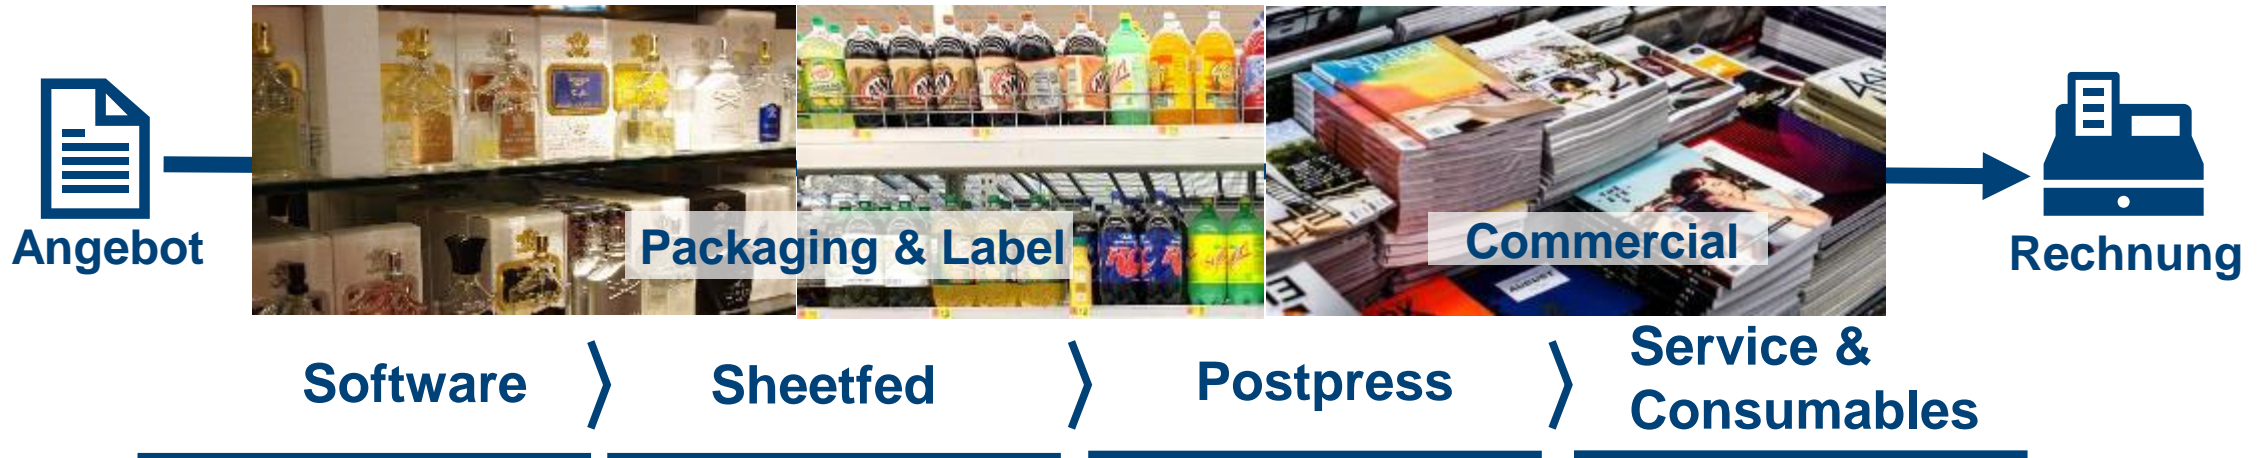 Angebot
Packaging & Label
Commercial
Rechnung
Software
Sheetfed
Postpress
Service &
Consumables
A&W
A&W
A&W